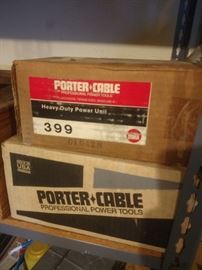 PORTER+CABLE
PROFESSIONAL POWER TOOLS
Heavy-Duty Power Unit
399
PORTER+CABLE
PROFESSIONAL POWER TOOLS